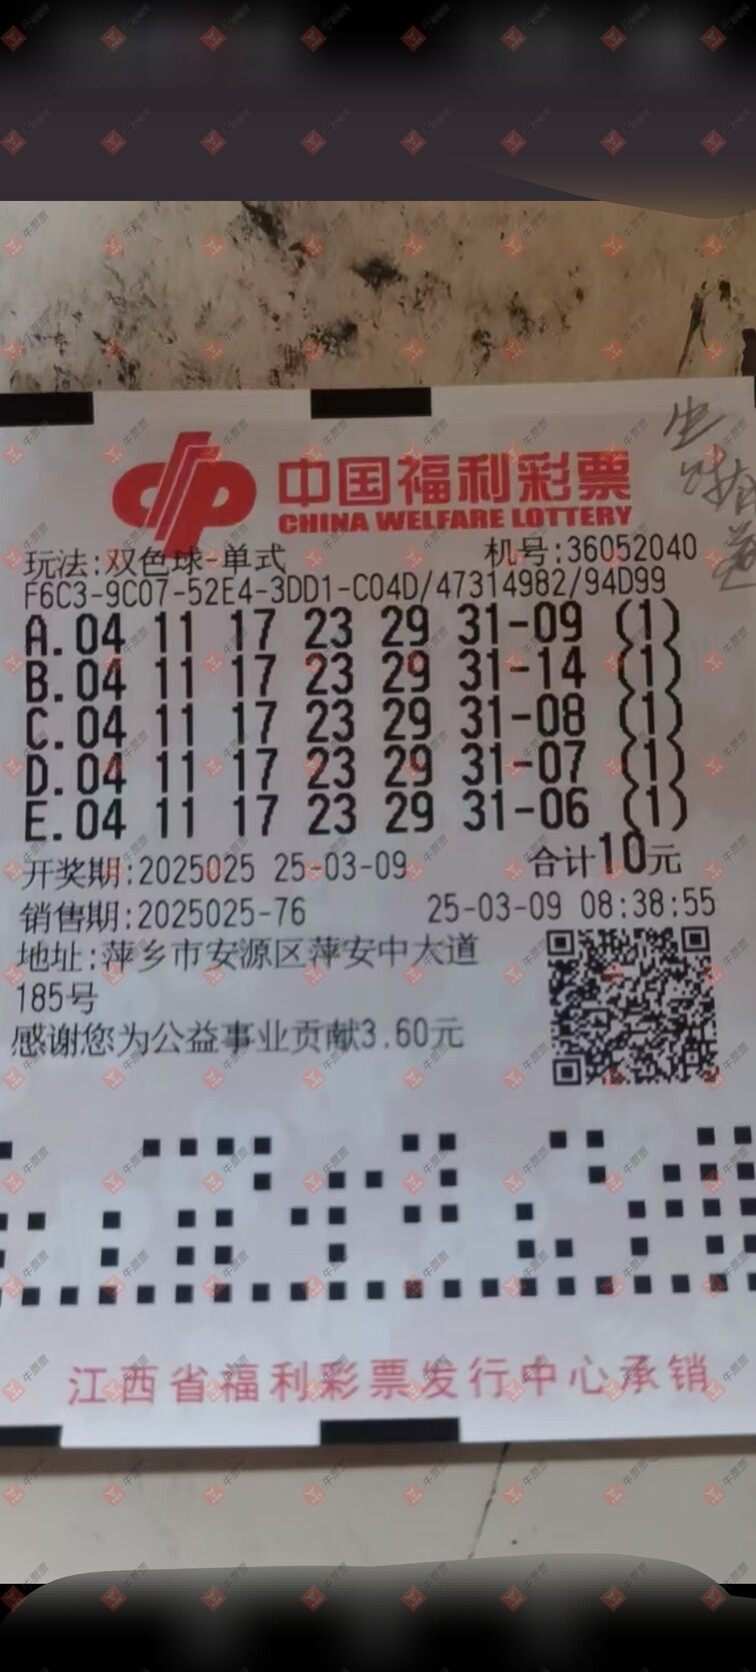 中国福利彩票
CHINA WELFARE LOTTERY
玩法:双色球-单式 机号:36052040
F6C3-9C07-52E4-3DD1-C04D/47314982/94D99
A.04 11 17 23 29 31-09 (1)
B.04 11 17 23 29 31-14 (1)
C.04 11 17 23 29 31-08 (1)
D.04 11 17 23 29 31-07 (1)
E.04 11 17 23 29 31-06 (1)
开奖期:2025025 25-03-09 合计10元
销售期:2025025-76 25-03-09 08:38:55
地址:萍乡市安源区萍安中大道
185号
感谢您为公益事业贡献3.60元
江西省福利彩票发行中心承销
牛票票